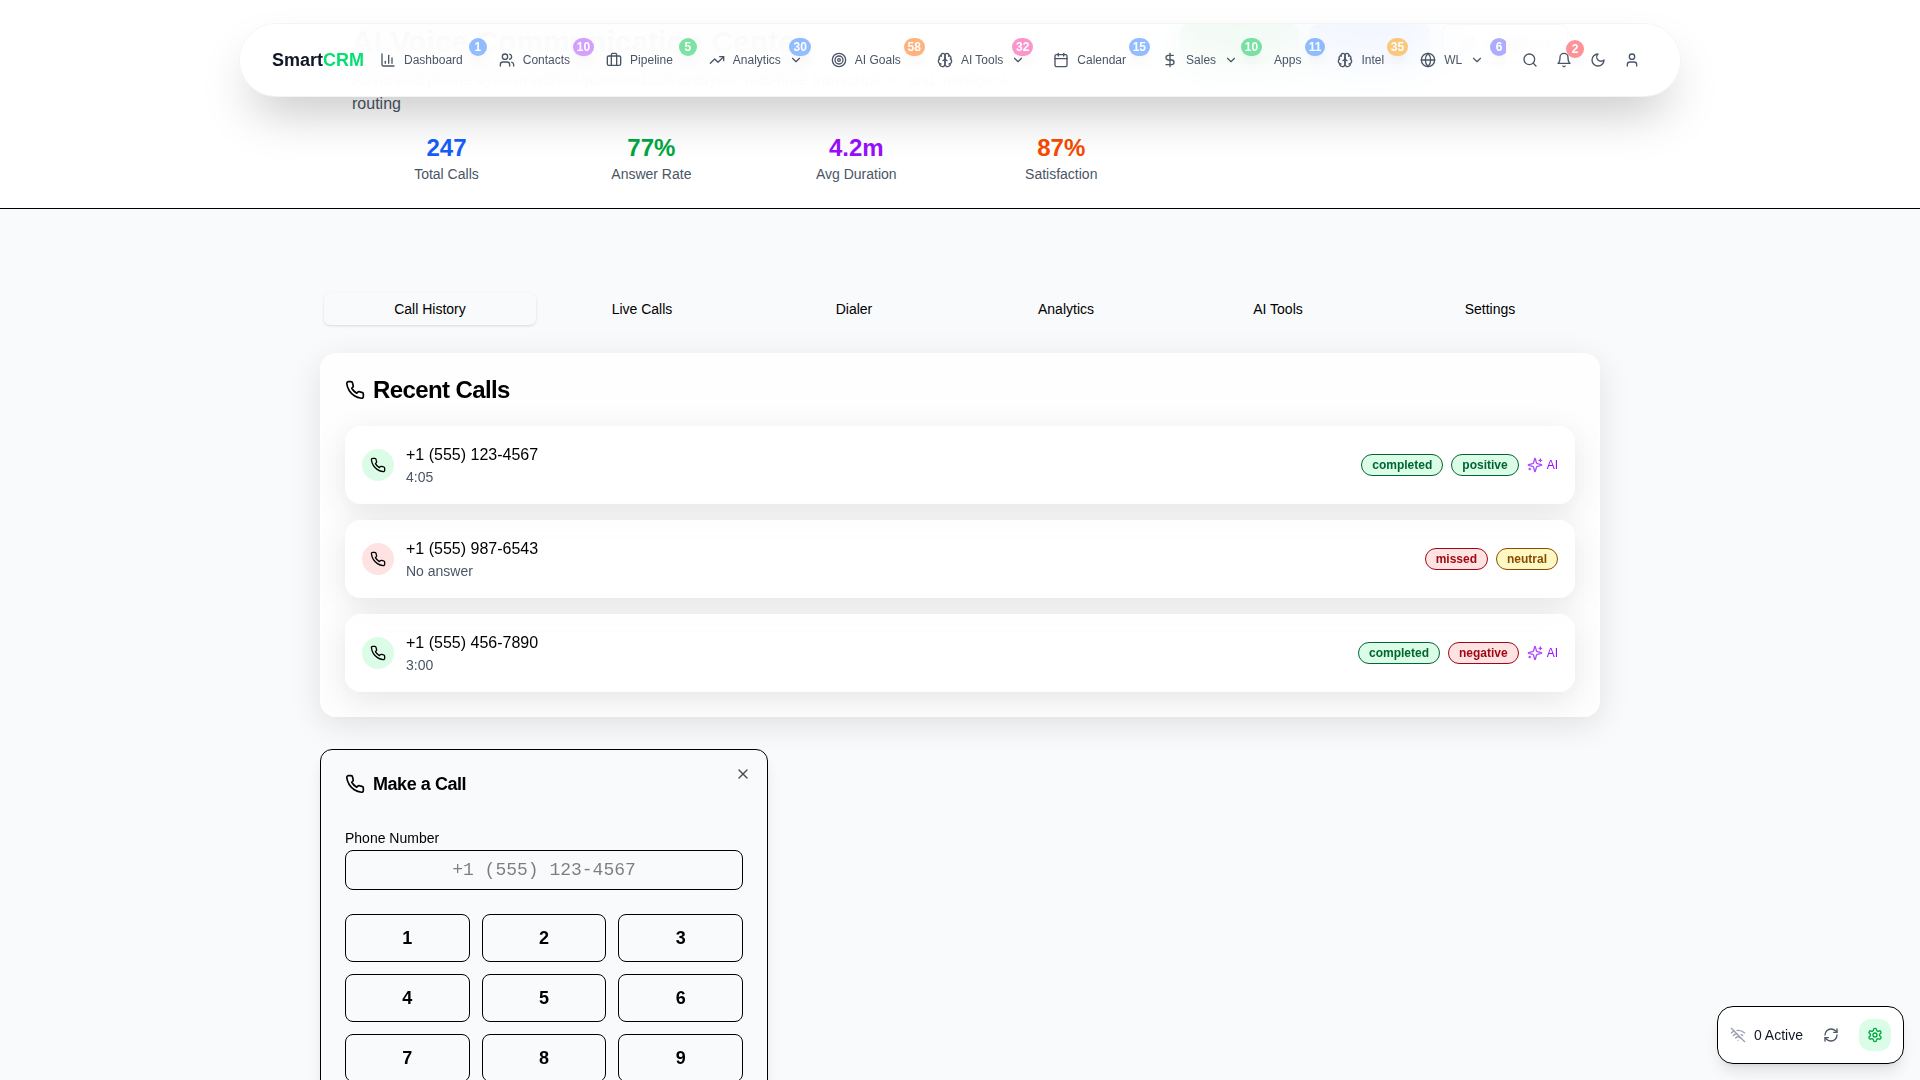 AI Voice Communication Center
SmartCRM
Dashboard 1
Contacts 10
Pipeline 5
Analytics 30
AI Goals 58
AI Tools 32
Calendar 15
Sales 10
Apps 11
Intel 35
WL 6
2
routing
247
Total Calls
77%
Answer Rate
4.2m
Avg Duration
87%
Satisfaction
Call History
Live Calls
Dialer
Analytics
AI Tools
Settings
Recent Calls
+1 (555) 123-4567
4:05
completed positive AI
+1 (555) 987-6543
No answer
missed neutral
+1 (555) 456-7890
3:00
completed negative AI
Make a Call
Phone Number
+1 (555) 123-4567
1 2 3
4 5 6
7 8 9
0 Active